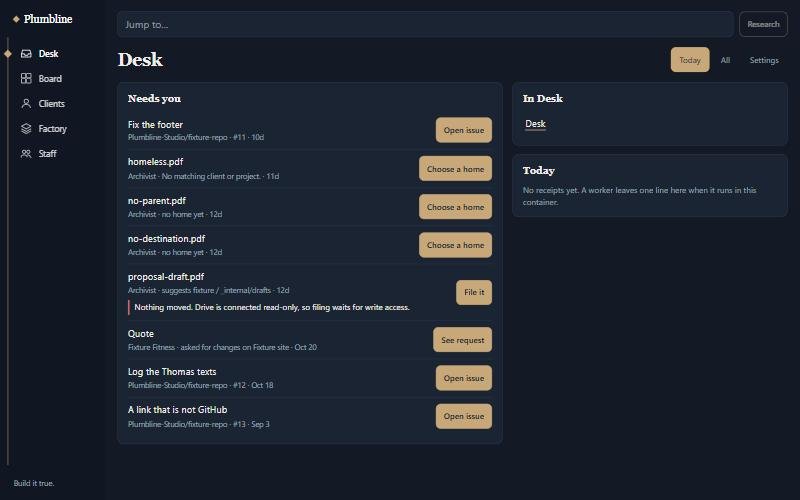 Plumbline
Jump to...
Research
Desk
Board
Clients
Factory
Staff
Build it true.
Desk
Today
All
Settings
Needs you
Fix the footer
Plumbline-Studio/fixture-repo · #11 · 10d
Open issue
homeless.pdf
Archivist · No matching client or project. · 11d
Choose a home
no-parent.pdf
Archivist · no home yet · 12d
Choose a home
no-destination.pdf
Archivist · no home yet · 12d
Choose a home
proposal-draft.pdf
Archivist · suggests fixture / _internal/drafts · 12d
Nothing moved. Drive is connected read-only, so filing waits for write access.
File it
Quote
Fixture Fitness · asked for changes on Fixture site · Oct 20
See request
Log the Thomas texts
Plumbline-Studio/fixture-repo · #12 · Oct 18
Open issue
A link that is not GitHub
Plumbline-Studio/fixture-repo · #13 · Sep 3
Open issue
In Desk
Desk
Today
No receipts yet. A worker leaves one line here when it runs in this
container.